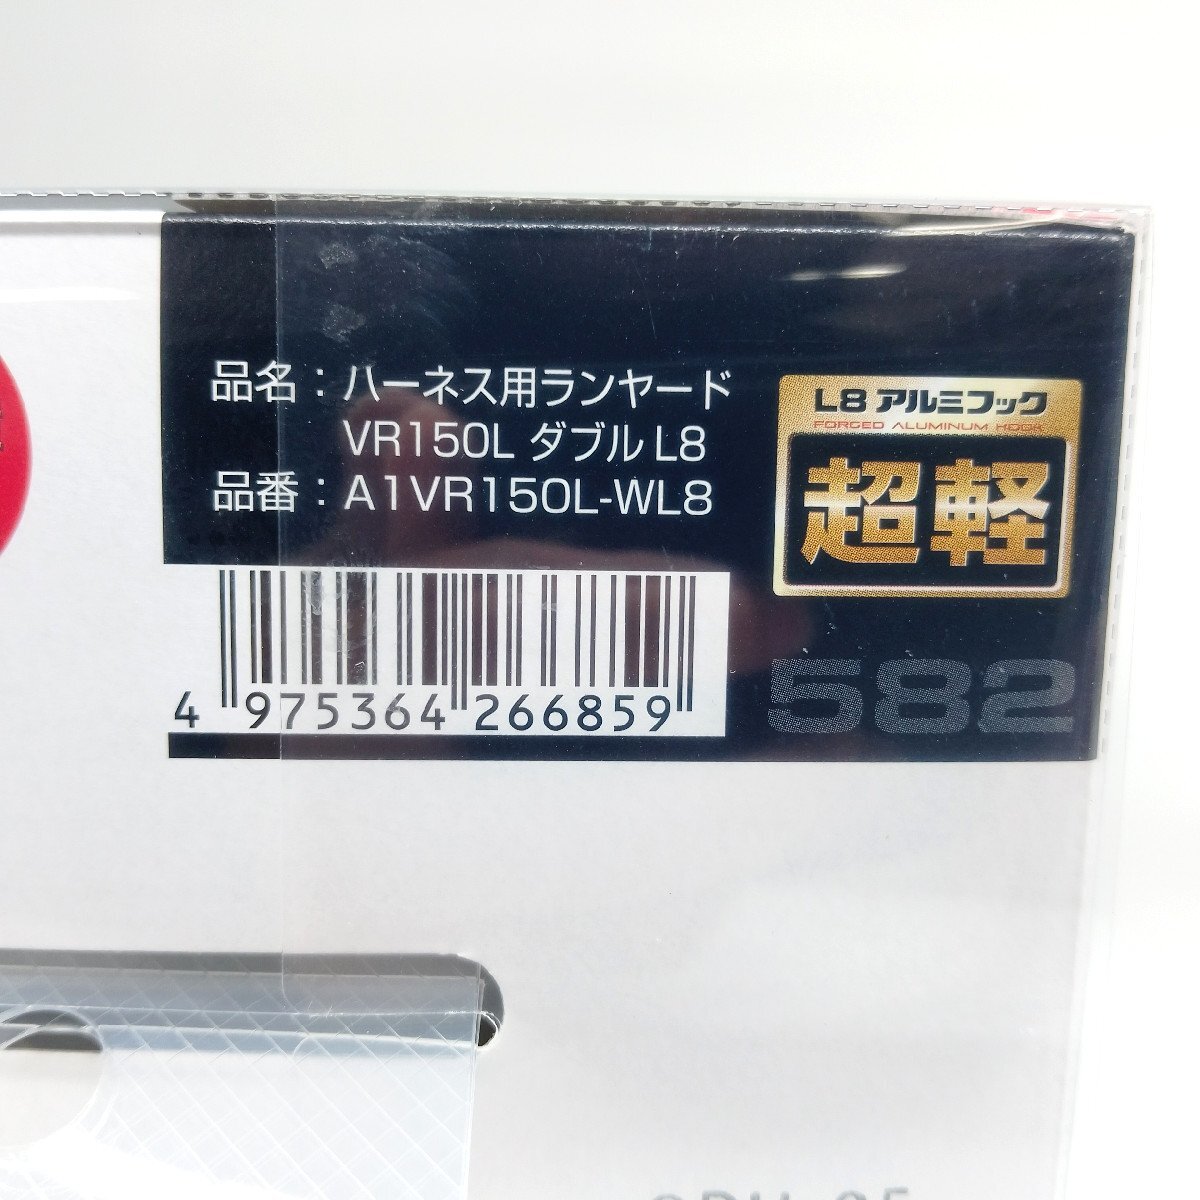 品名：ハーネス用ランヤード
VR150L ダブル L8
品番：A1VR150L-WL8
L8 アルミフック
FORGED ALUMINUM HOOK
超軽
4 975364 266859
582